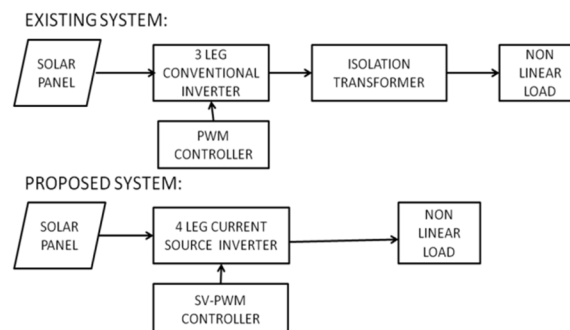 EXISTING SYSTEM:
SOLAR
PANEL
3 LEG
CONVENTIONAL
INVERTER
ISOLATION
TRANSFORMER
NON
LINEAR
LOAD
PWM
CONTROLLER
PROPOSED SYSTEM:
SOLAR
PANEL
4 LEG CURRENT
SOURCE INVERTER
NON
LINEAR
LOAD
SV-PWM
CONTROLLER